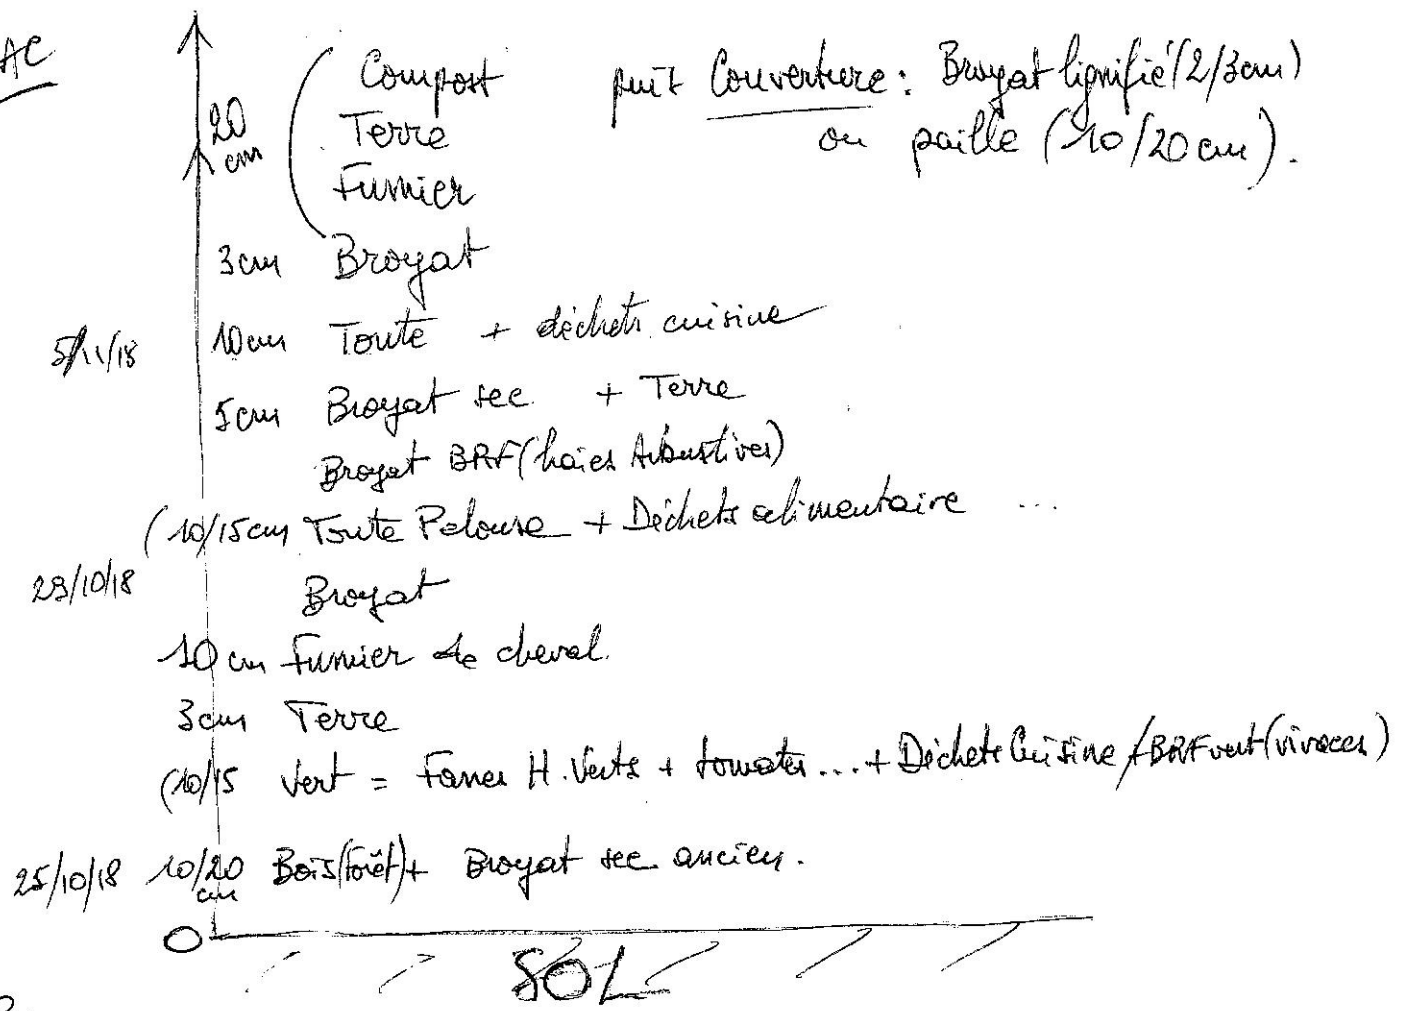 AC
Compost puis Couverture : Broyat lignifié (2/3cm)
20 cm Terre ou paille (10/20 cm).
Fumier
3cm Broyat
5/11/18 10cm Tonte + déchets cuisine
5cm Broyat sec + Terre
Broyat BRF (haies Arbustives)
(10/15cm Tonte Pelouse + Déchets alimentaire ...
29/10/18 Broyat
10 cm Fumier de cheval.
3cm Terre
(10/15 Vert = Fanes H. Verts + tomates ... + Déchets Cuisine / BRF vert (vivaces)
25/10/18 10/20 cm Bois (forêt) + Broyat sec ancien.
0
SOL